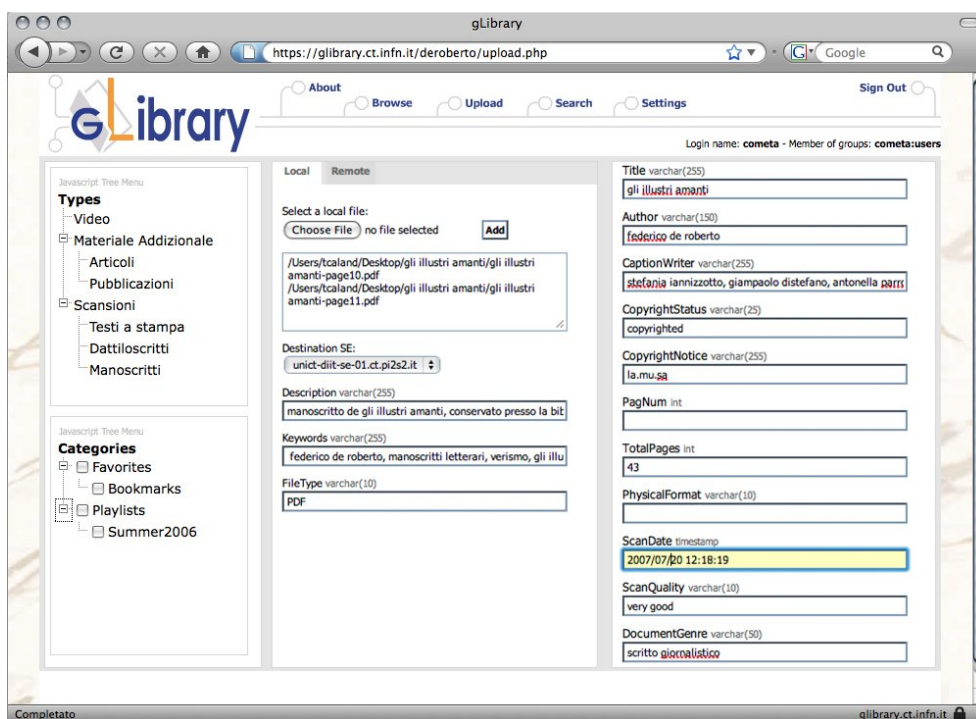 gLibrary
https://glibrary.ct.infn.it/deroberto/upload.php
Google
gLibrary
About
Browse
Upload
Search
Settings
Sign Out
Login name: cometa - Member of groups: cometa:users
Javascript Tree Menu
Types
Video
Materiale Addizionale
Articoli
Pubblicazioni
Scansioni
Testi a stampa
Dattiloscritti
Manoscritti
Javascript Tree Menu
Categories
Favorites
Bookmarks
Playlists
Summer2006
Local
Remote
Select a local file:
Choose File no file selected
Add
/Users/tcaland/Desktop/gli illustri amanti/gli illustri
amanti-page10.pdf
/Users/tcaland/Desktop/gli illustri amanti/gli illustri
amanti-page11.pdf
Destination SE:
unict-diit-se-01.ct.pi2s2.it
Description varchar(255)
manoscritto de gli illustri amanti, conservato presso la bit
Keywords varchar(255)
federico de roberto, manoscritti letterari, verismo, gli illu
FileType varchar(10)
PDF
Title varchar(255)
gli illustri amanti
Author varchar(150)
federico de roberto
CaptionWriter varchar(255)
stefania iannizzotto, giampaolo distefano, antonella parro
CopyrightStatus varchar(25)
copyrighted
CopyrightNotice varchar(255)
la.mu.sa
PagNum int
TotalPages int
43
PhysicalFormat varchar(10)
ScanDate timestamp
2007/07/20 12:18:19
ScanQuality varchar(10)
very good
DocumentGenre varchar(50)
scritto giornalistico
Completato
glibrary.ct.infn.it